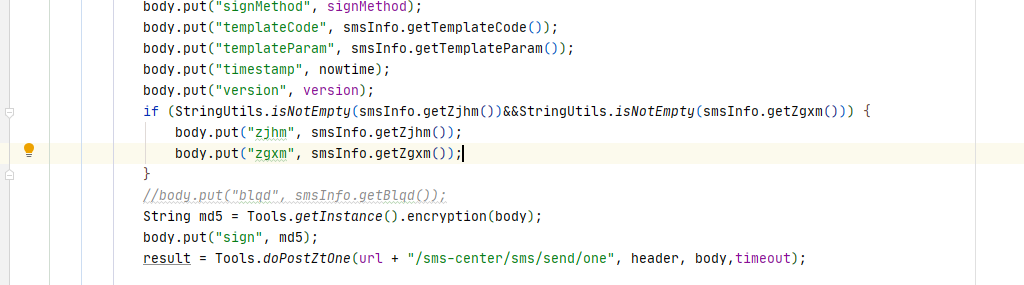 body.put("signMethod", signMethod);
body.put("templateCode", smsInfo.getTemplateCode());
body.put("templateParam", smsInfo.getTemplateParam());
body.put("timestamp", nowtime);
body.put("version", version);
if (StringUtils.isNotEmpty(smsInfo.getZjhm())&&StringUtils.isNotEmpty(smsInfo.getZgxm())) {
body.put("zjhm", smsInfo.getZjhm());
body.put("zgxm", smsInfo.getZgxm());
}
//body.put("blqd", smsInfo.getBlqd());
String md5 = Tools.getInstance().encryption(body);
body.put("sign", md5);
result = Tools.doPostZtOne(url + "/sms-center/sms/send/one", header, body,timeout);